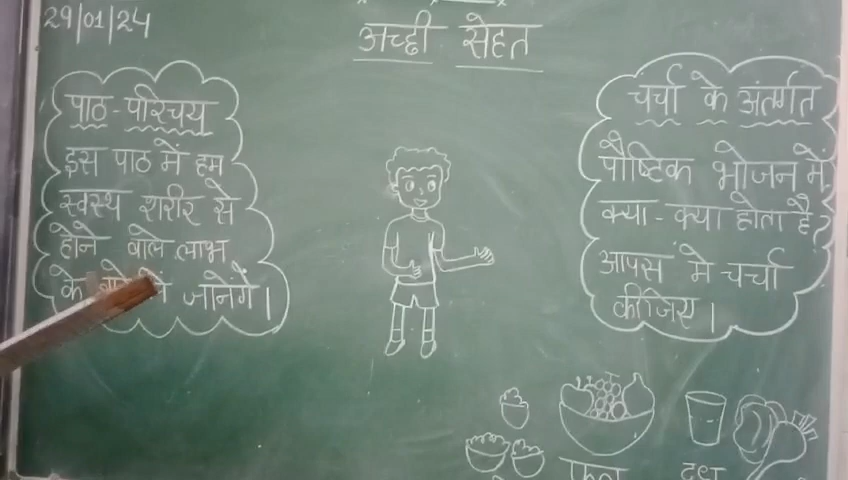 29/01/24
अच्छी सेहत
पाठ-परिचय
इस पाठ में हम
स्वस्थ शरीर से
होने वाले लाभ
के जानेगें।
चर्चा के अंतर्गत
पौष्टिक भोजन में
क्या-क्या होता है?
आपस में चर्चा
कीजिए।
फल
दूध